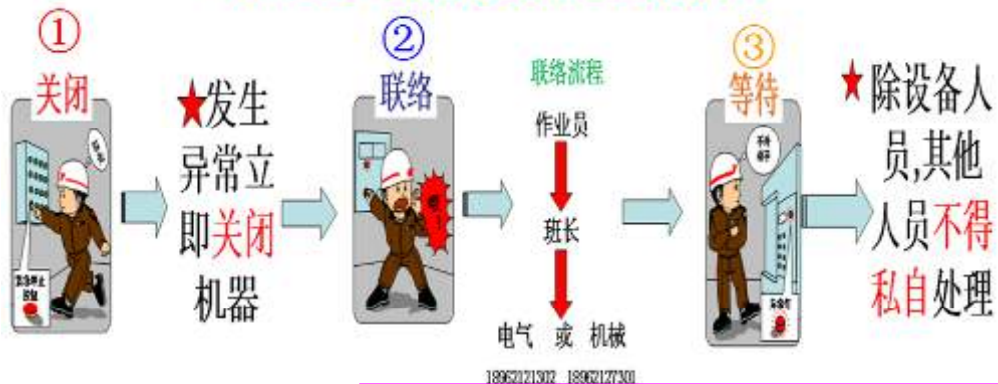 ①
关闭
★发生
异常立
即关闭
机器
②
联络
联络流程
作业员
班长
电气 或 机械
18962121302 18962127301
③
等待
★除设备人
员,其他
人员不得
私自处理